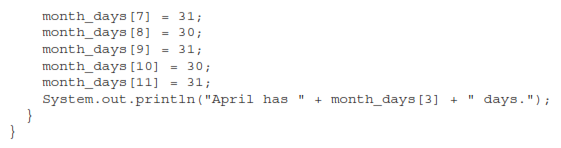 month_days[7] = 31;
month_days[8] = 30;
month_days[9] = 31;
month_days[10] = 30;
month_days[11] = 31;
System.out.println("April has " + month_days[3] + " days.");
}
}